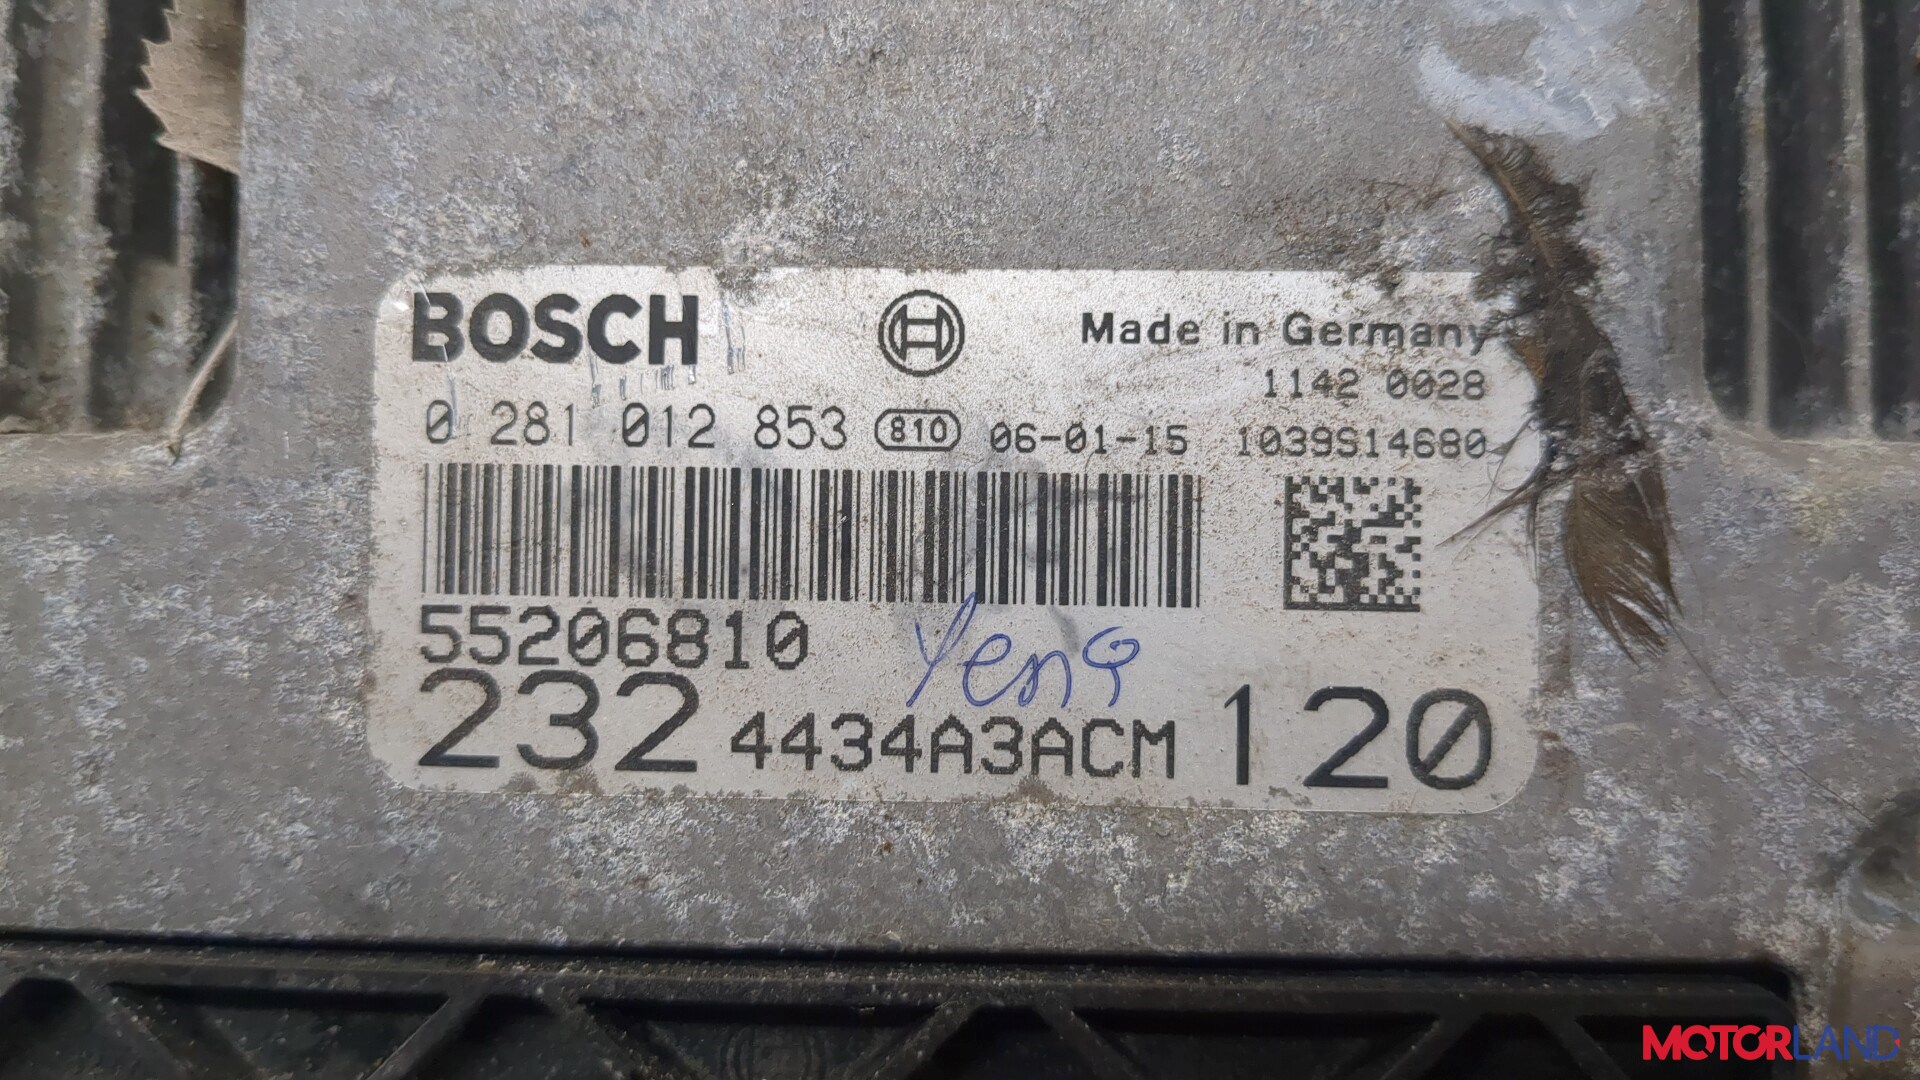 BOSCH
Made in Germany
1142 0028
0 281 012 853 810 06-01-15 1039S14680
55206810
Yeni
232 4434A3ACM 120
MOTORLAND